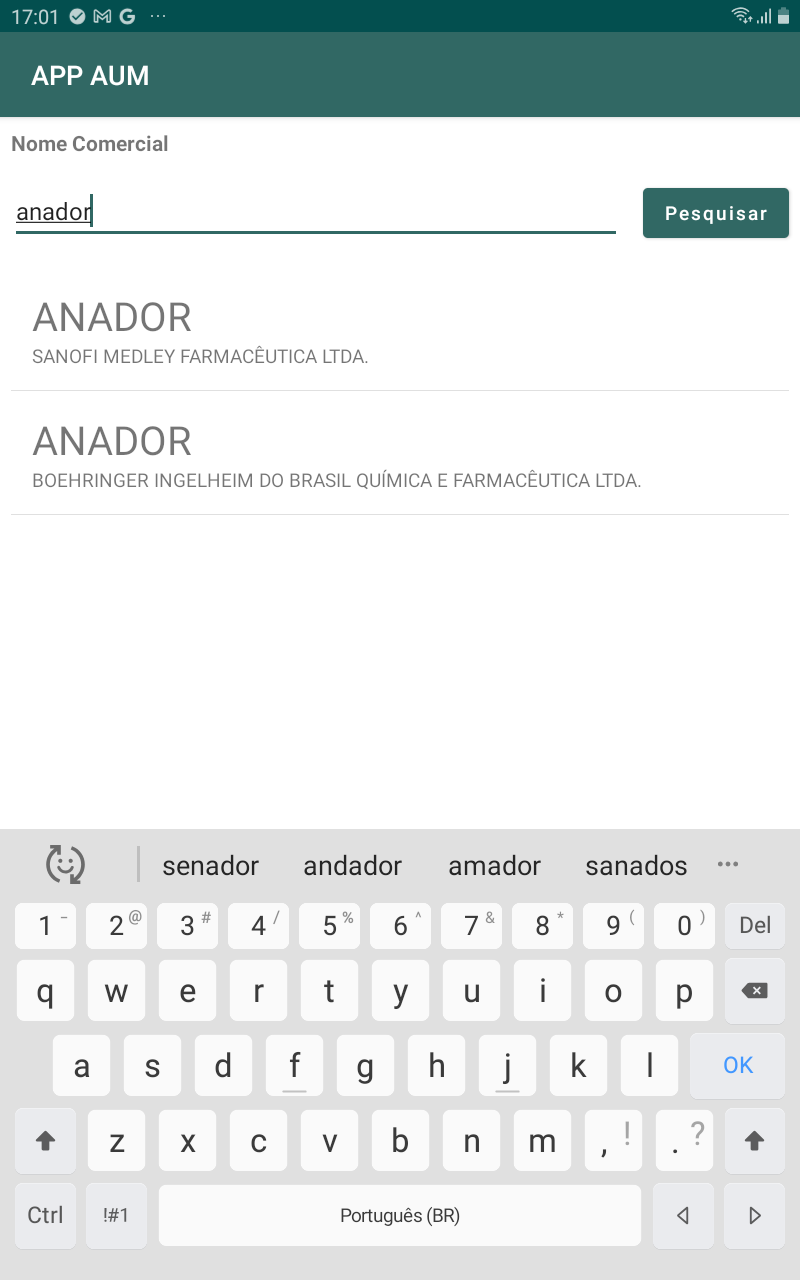 17:01
APP AUM
Nome Comercial
anador
Pesquisar
ANADOR
SANOFI MEDLEY FARMACÊUTICA LTDA.
ANADOR
BOEHRINGER INGELHEIM DO BRASIL QUÍMICA E FARMACÊUTICA LTDA.
senador andador amador sanados ...
1 - 2 @ 3 # 4 / 5 % 6 ^ 7 & 8 * 9 ( 0 ) Del
q w e r t y u i o p
a s d f g h j k l OK
z x c v b n m , ! . ?
Ctrl !#1 Português (BR)